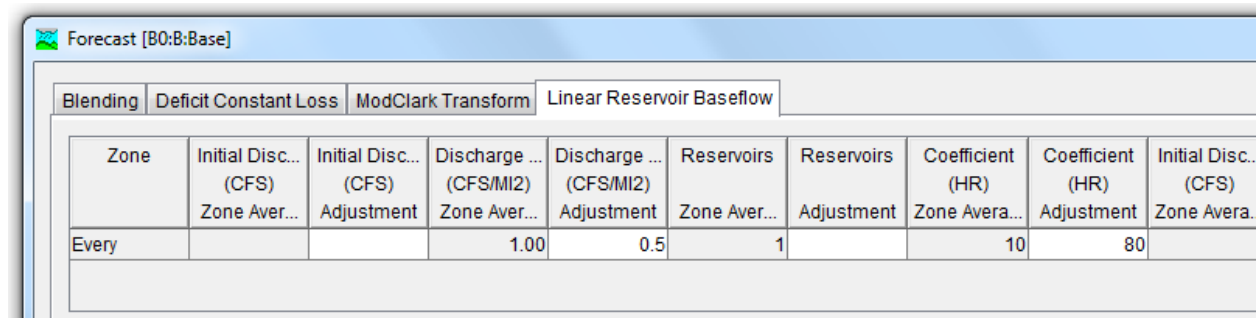 Forecast [B0:B:Base]
Blending Deficit Constant Loss ModClark Transform Linear Reservoir Baseflow
Zone Initial Disc... Initial Disc... Discharge ... Discharge ... Reservoirs Reservoirs Coefficient Coefficient Initial Disc..
(CFS) (CFS) (CFS/MI2) (CFS/MI2) (HR) (HR) (CFS)
Zone Aver... Adjustment Zone Aver... Adjustment Zone Aver... Adjustment Zone Avera... Adjustment Zone Avera.
Every 1.00 0.5 1 10 80